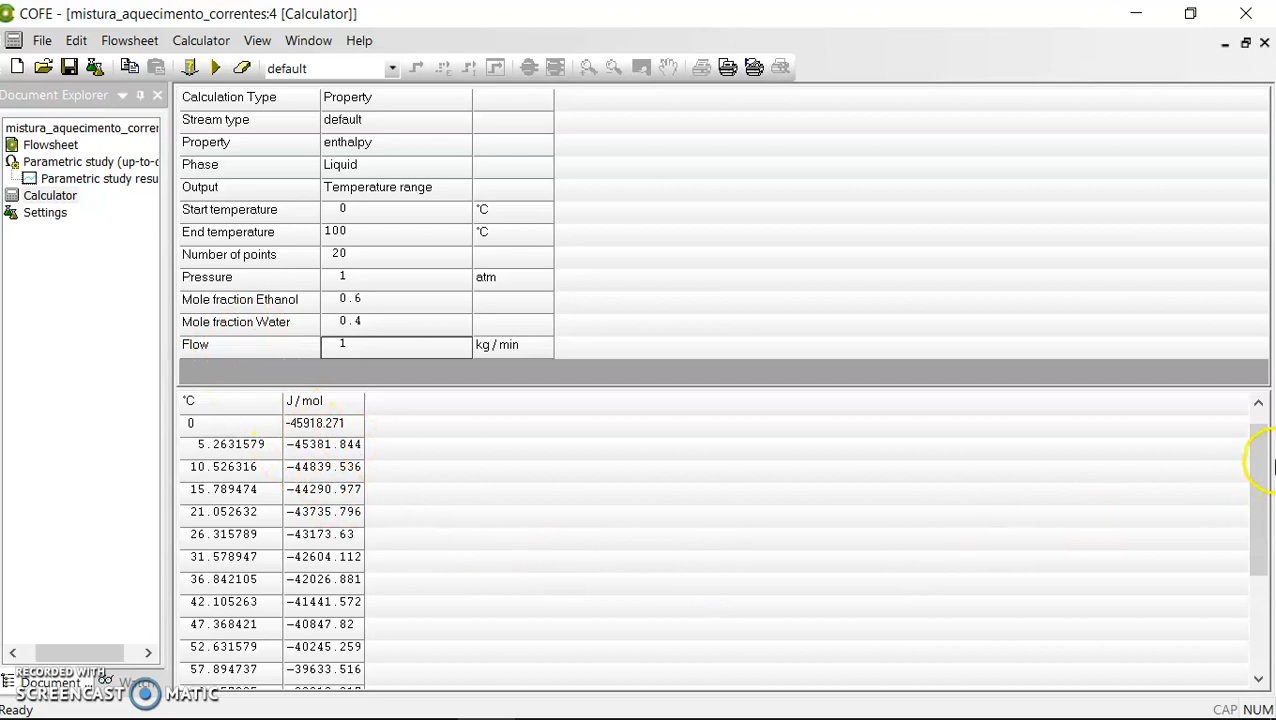 COFE - [mistura_aquecimento_correntes:4 [Calculator]]
File Edit Flowsheet Calculator View Window Help
default
Document Explorer
mistura_aquecimento_correr
Flowsheet
Parametric study (up-to-c
Parametric study resu
Calculator
Settings
Calculation Type Property
Stream type default
Property enthalpy
Phase Liquid
Output Temperature range
Start temperature 0 °C
End temperature 100 °C
Number of points 20
Pressure 1 atm
Mole fraction Ethanol 0.6
Mole fraction Water 0.4
Flow 1 kg / min
°C J / mol
0 -45918.271
5.2631579 -45381.844
10.526316 -44839.536
15.789474 -44290.977
21.052632 -43735.796
26.315789 -43173.63
31.578947 -42604.112
36.842105 -42026.881
42.105263 -41441.572
47.368421 -40847.82
52.631579 -40245.259
57.894737 -39633.516
Document ...
RECORDED WITH
SCREENCAST MATIC
Ready
CAP NUM